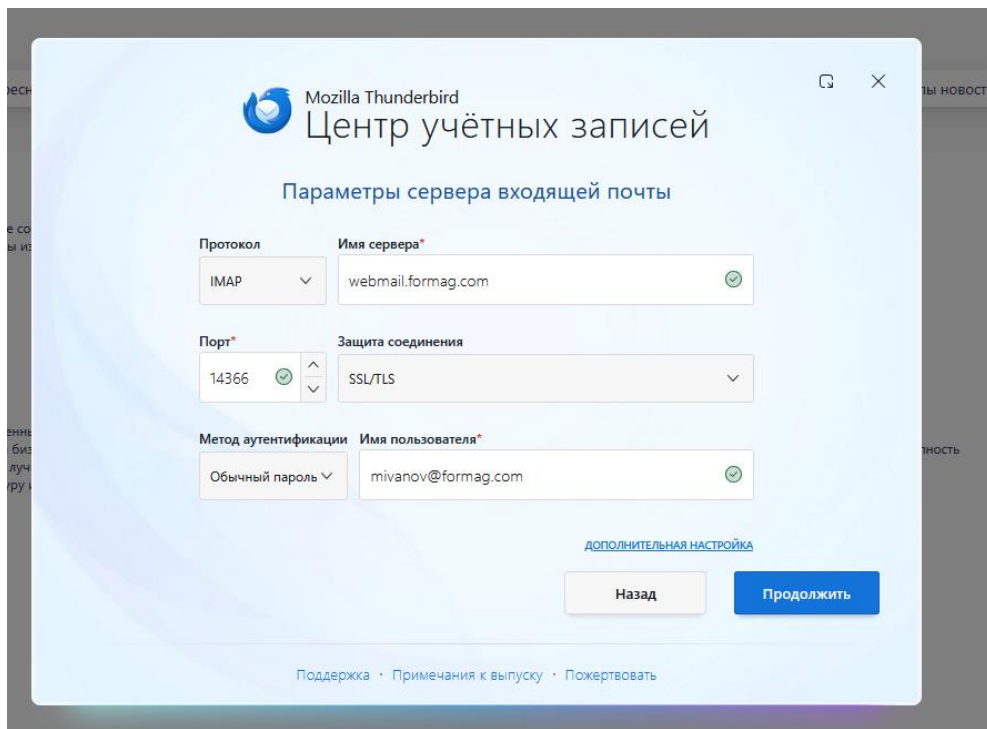 Mozilla Thunderbird
Центр учётных записей
Параметры сервера входящей почты
Протокол Имя сервера*
IMAP webmail.formag.com
Порт* Защита соединения
14366 SSL/TLS
Метод аутентификации Имя пользователя*
Обычный пароль mivanov@formag.com
ДОПОЛНИТЕЛЬНАЯ НАСТРОЙКА
Назад Продолжить
Поддержка · Примечания к выпуску · Пожертвовать